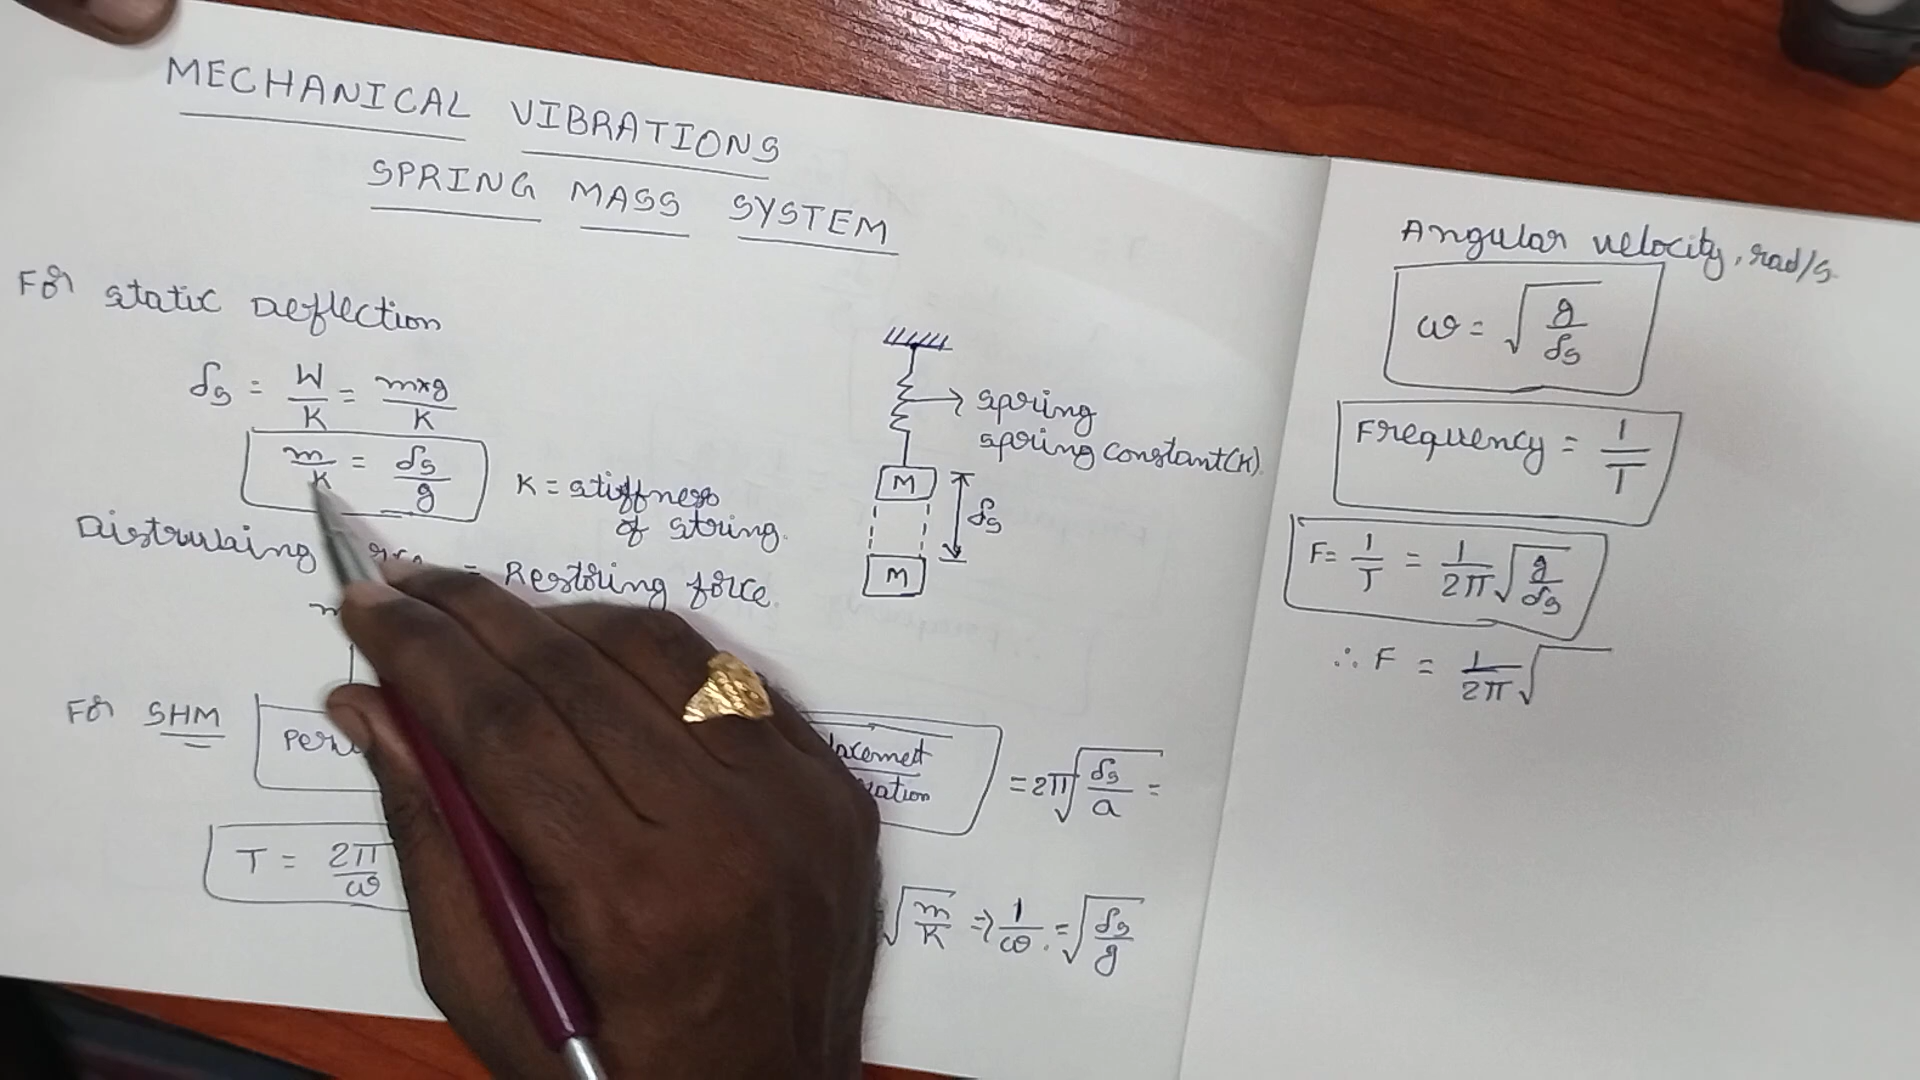 MECHANICAL VIBRATIONS
SPRING MASS SYSTEM
For static Deflection
δs = W/K = m×g/K
m/K = δs/g
K = stiffness
of string.
Distrubing = Restoring force.
For SHM
= 2π√(δs/a) =
T = 2π/ω
√(m/K) => 1/ω. = √(δs/g)
spring
spring constant(K).
M
δs
M
Angular velocity, rad/s.
ω = √(g/δs)
Frequency = 1/T
F = 1/T = 1/2π √(g/δs)
∴ F = 1/2π √